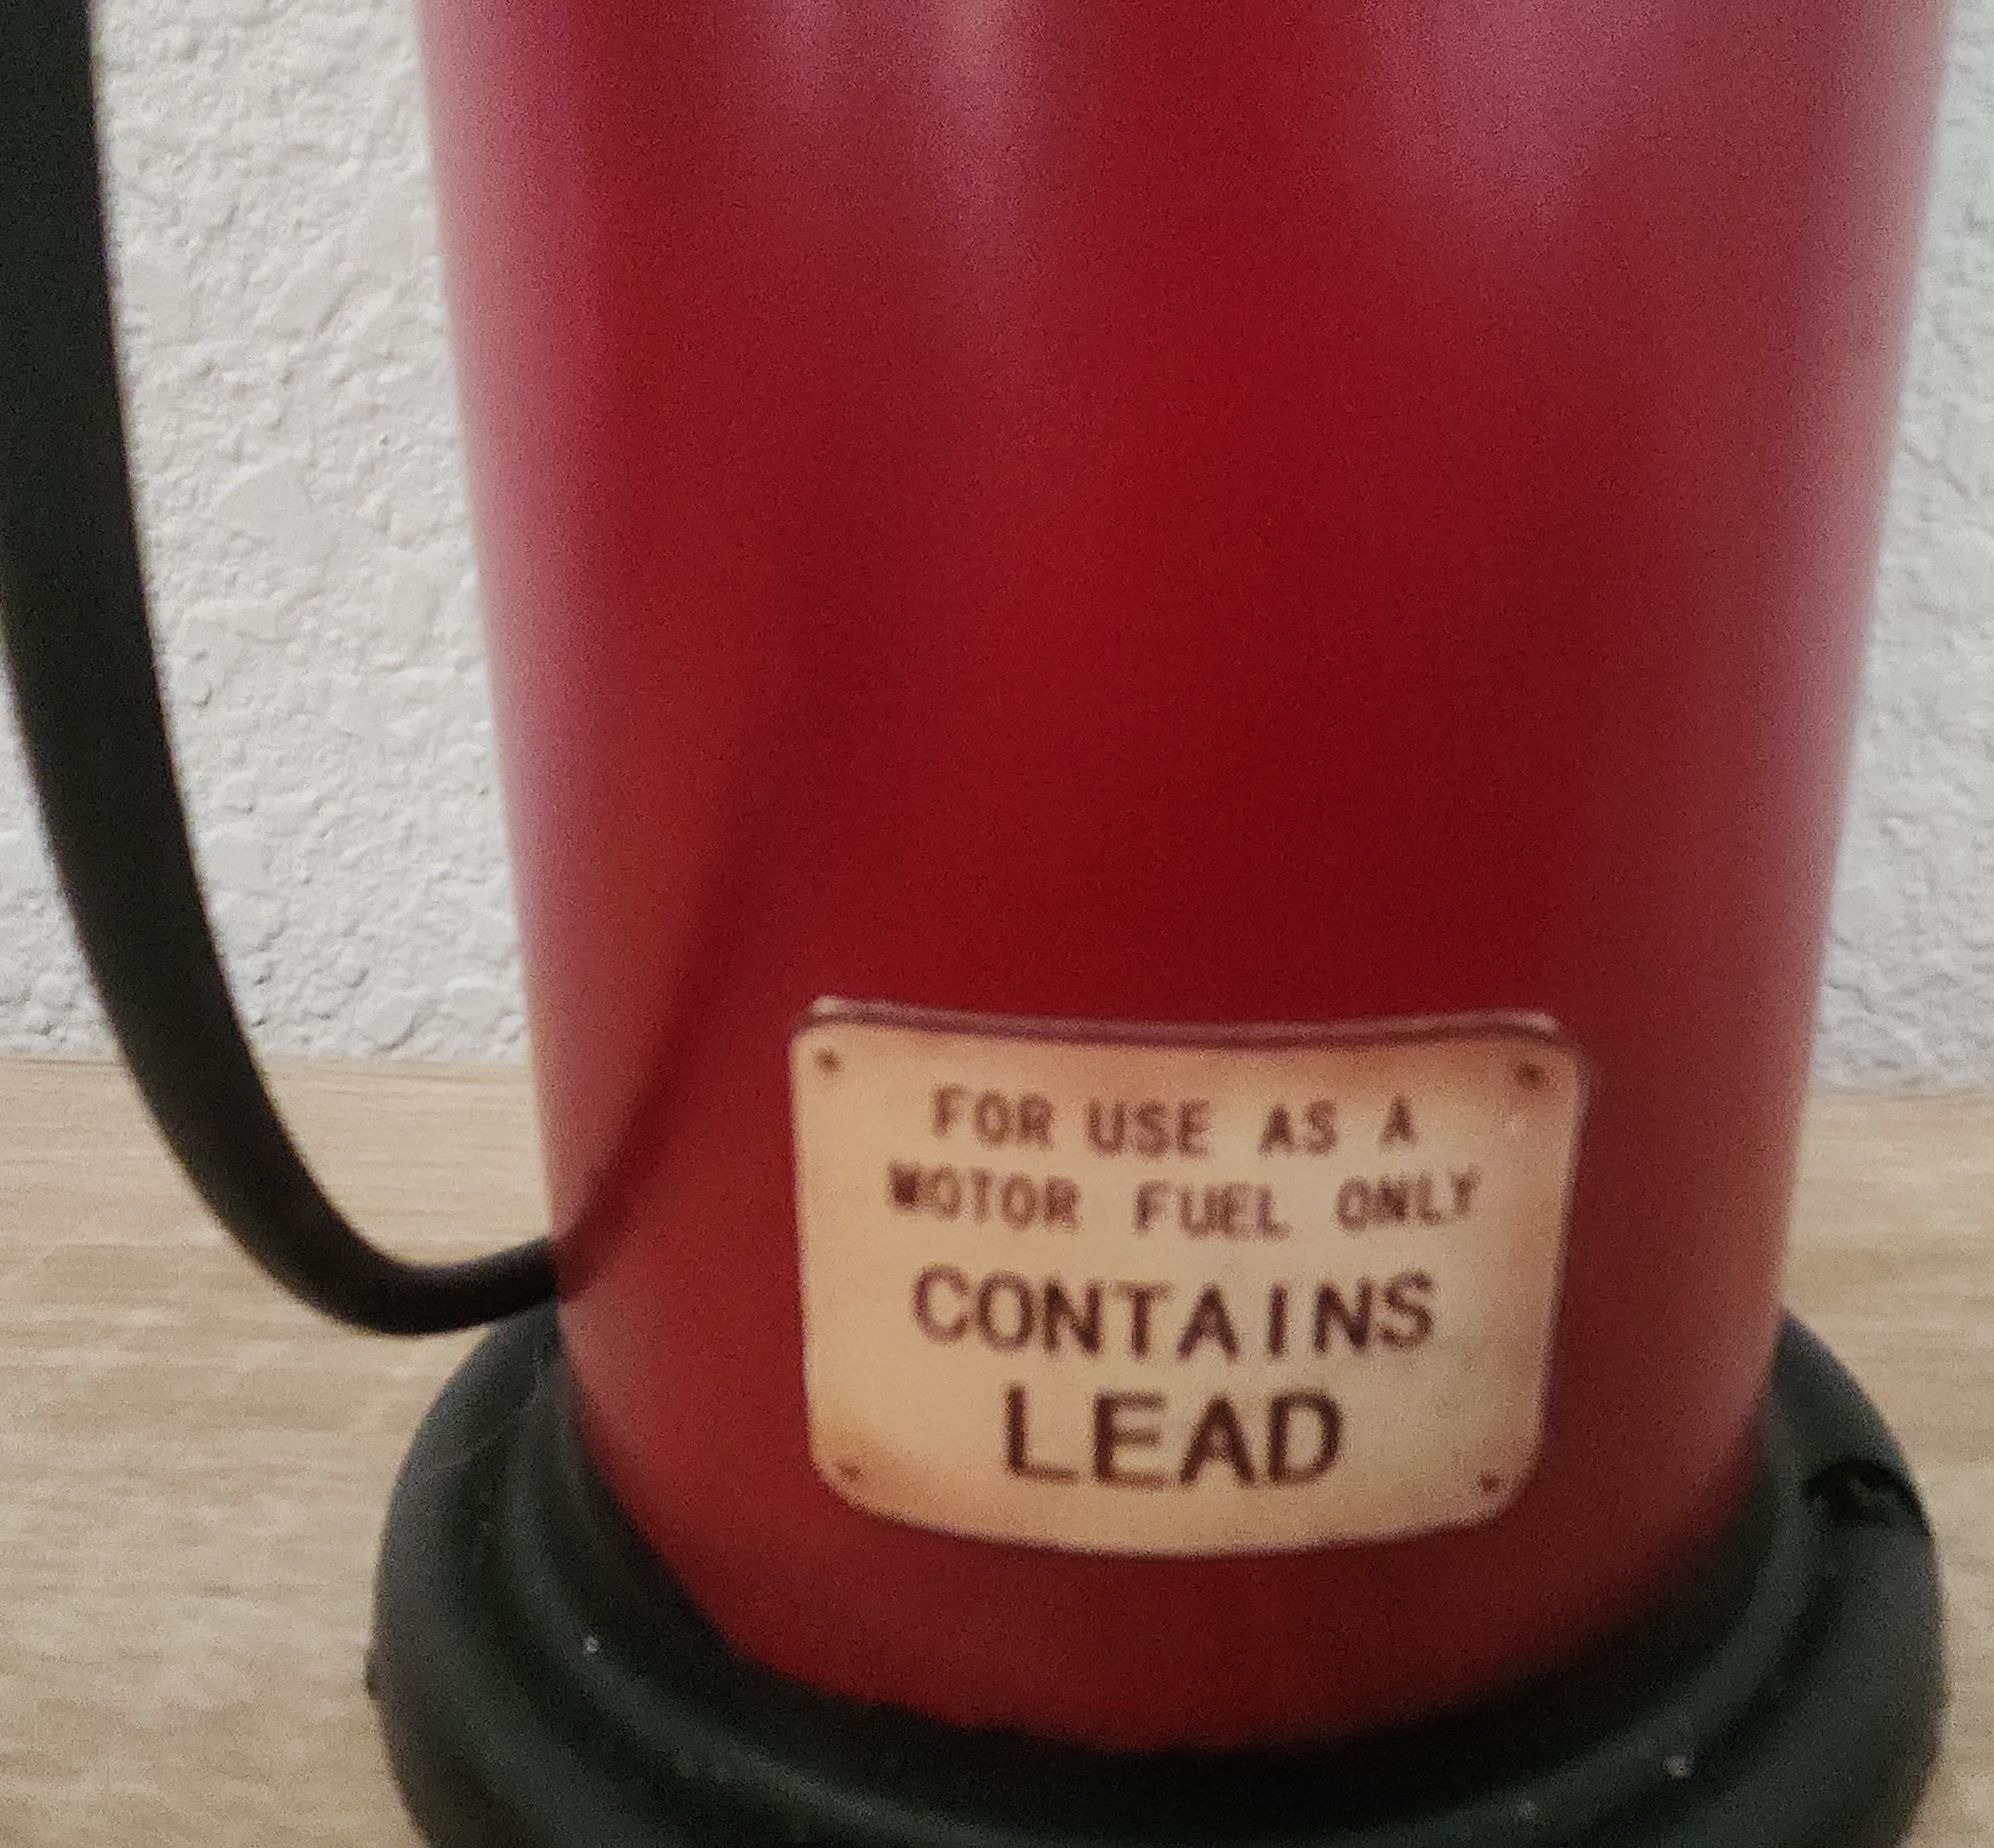 FOR USE AS A
MOTOR FUEL ONLY
CONTAINS
LEAD